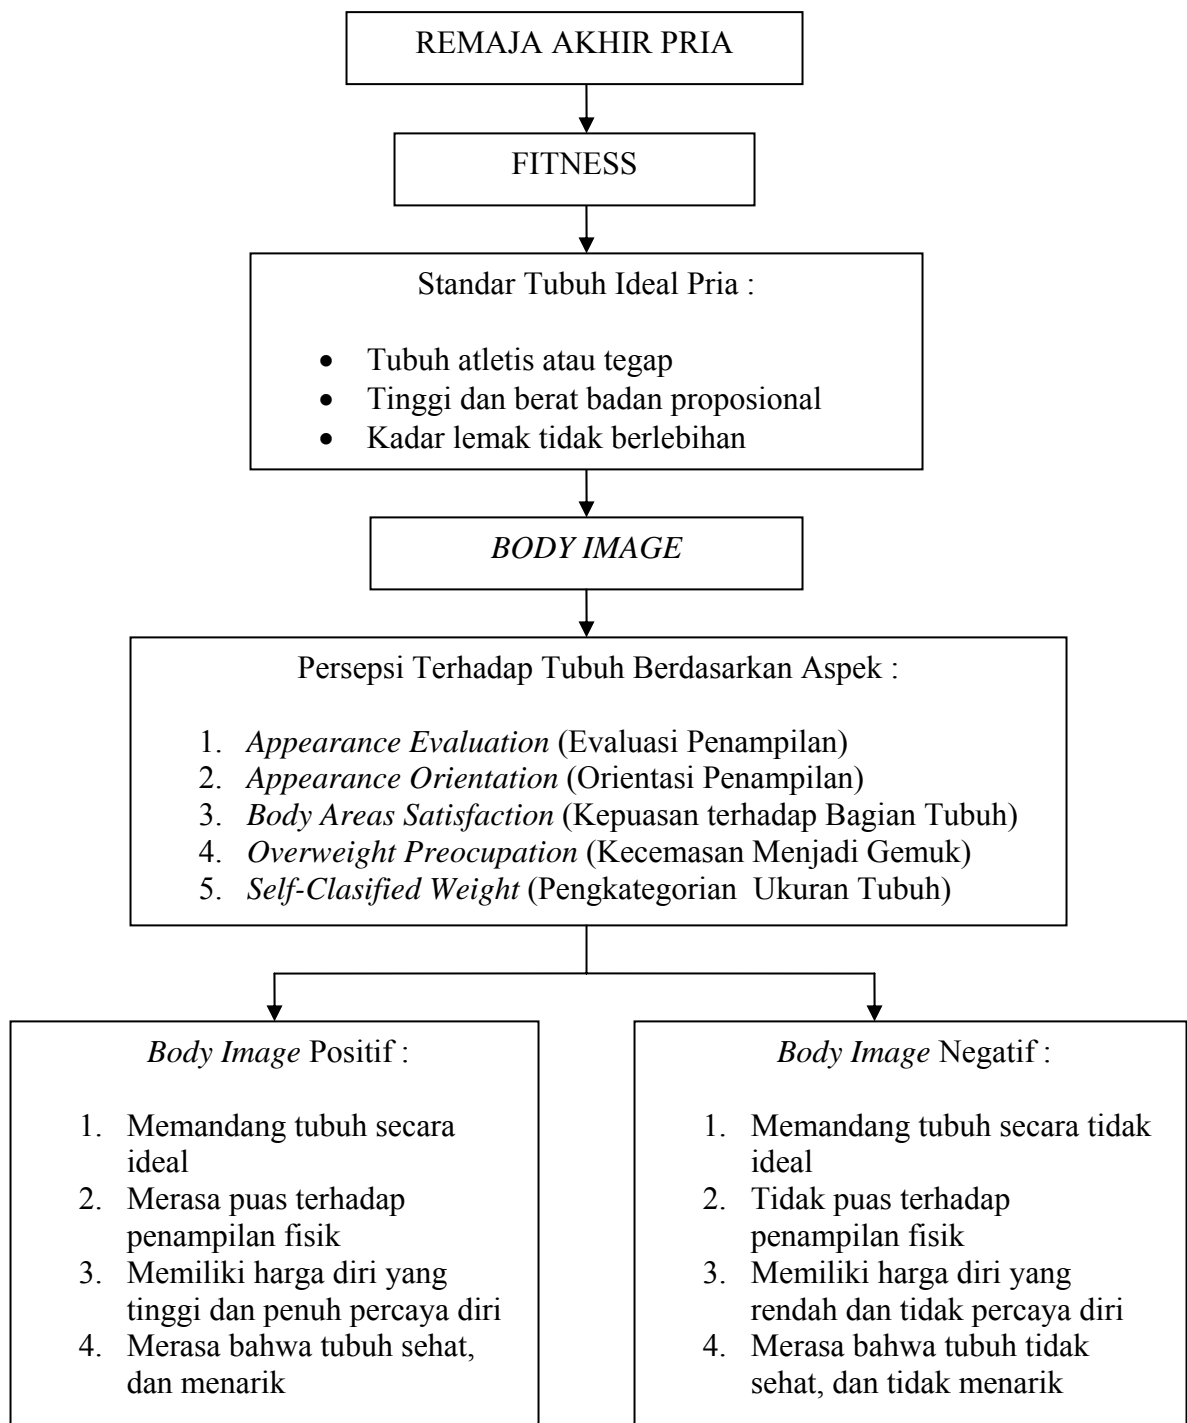 REMAJA AKHIR PRIA
FITNESS
Standar Tubuh Ideal Pria :
• Tubuh atletis atau tegap
• Tinggi dan berat badan proposional
• Kadar lemak tidak berlebihan
BODY IMAGE
Persepsi Terhadap Tubuh Berdasarkan Aspek :
1. Appearance Evaluation (Evaluasi Penampilan)
2. Appearance Orientation (Orientasi Penampilan)
3. Body Areas Satisfaction (Kepuasan terhadap Bagian Tubuh)
4. Overweight Preocupation (Kecemasan Menjadi Gemuk)
5. Self-Clasified Weight (Pengkategorian Ukuran Tubuh)
Body Image Positif :
1. Memandang tubuh secara
ideal
2. Merasa puas terhadap
penampilan fisik
3. Memiliki harga diri yang
tinggi dan penuh percaya diri
4. Merasa bahwa tubuh sehat,
dan menarik
Body Image Negatif :
1. Memandang tubuh secara tidak
ideal
2. Tidak puas terhadap
penampilan fisik
3. Memiliki harga diri yang
rendah dan tidak percaya diri
4. Merasa bahwa tubuh tidak
sehat, dan tidak menarik